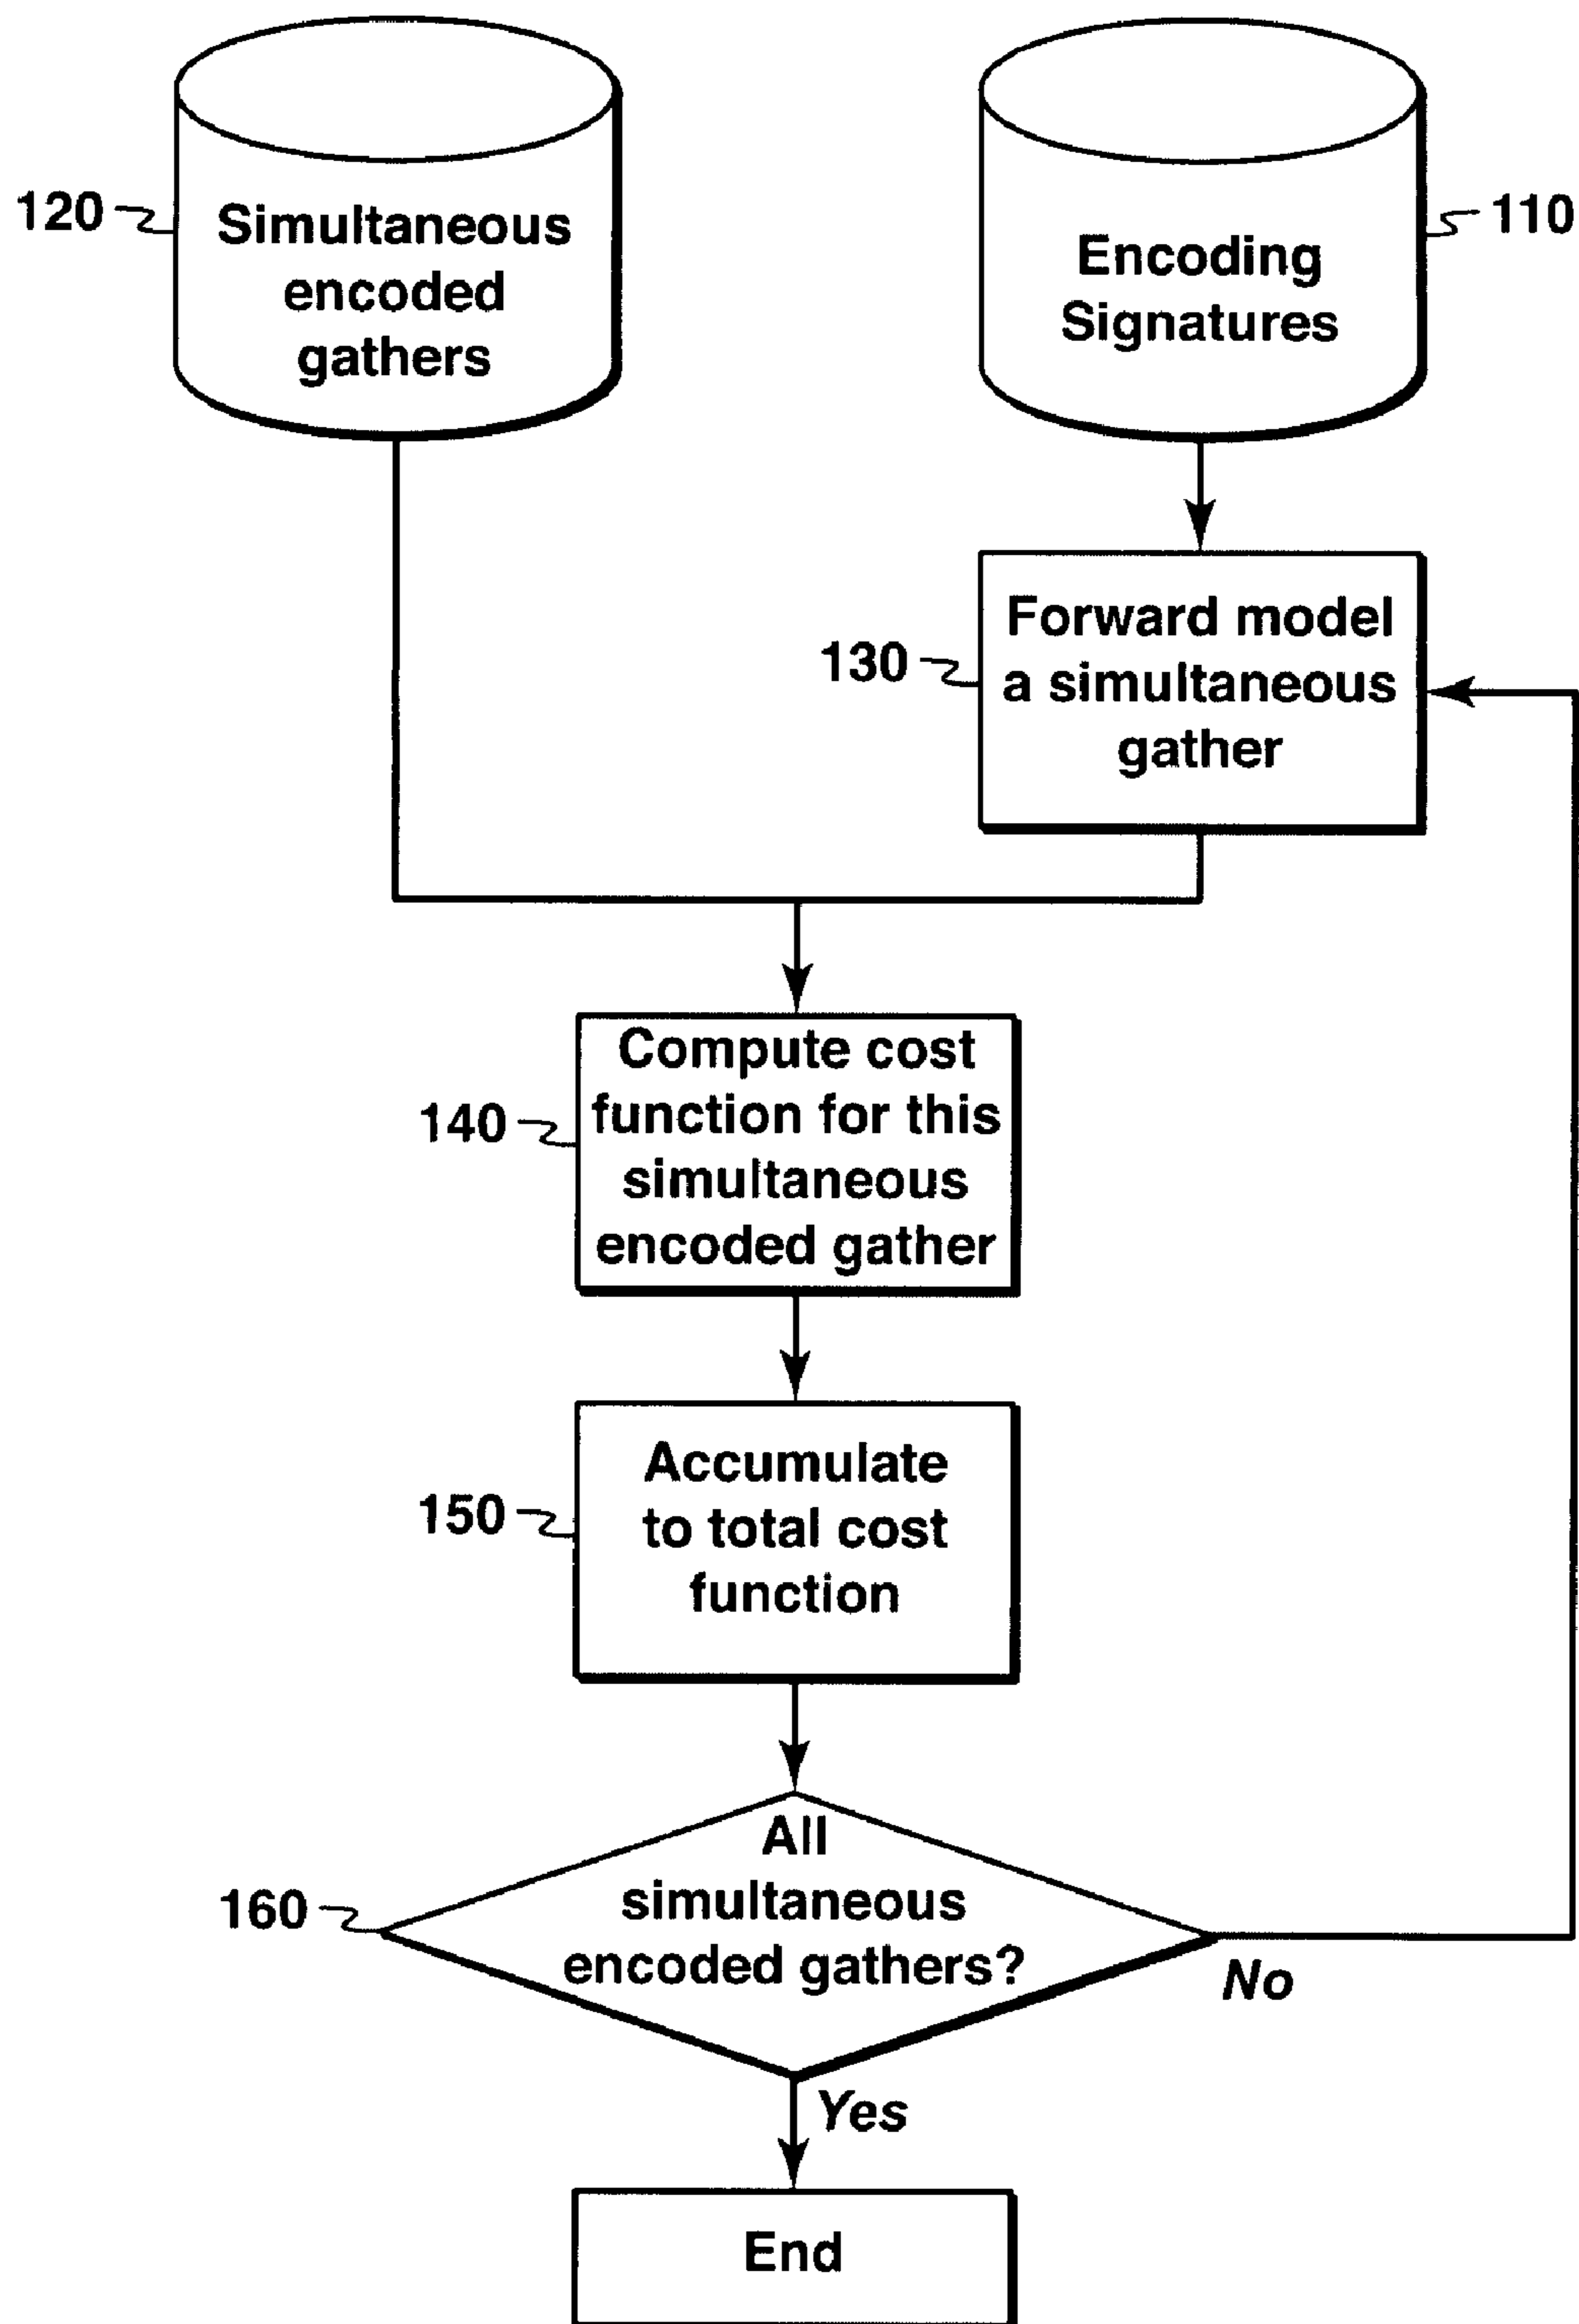 120
Simultaneous
encoded
gathers
110
Encoding
Signatures
130
Forward model
a simultaneous
gather
140
Compute cost
function for this
simultaneous
encoded gather
150
Accumulate
to total cost
function
160
All
simultaneous
encoded gathers?
No
Yes
End